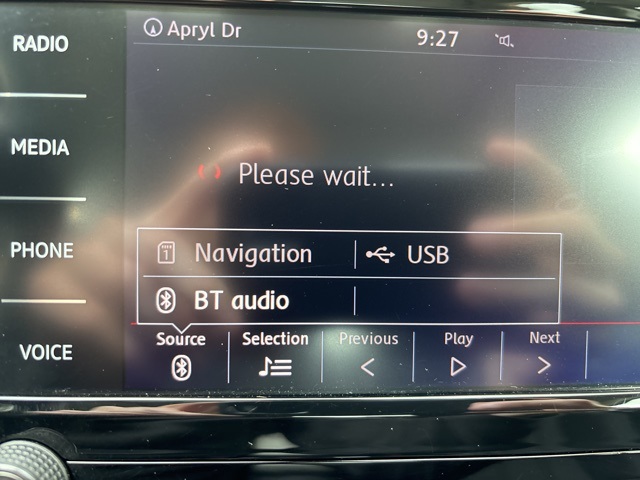 RADIO
Apryl Dr 9:27
MEDIA
Please wait...
PHONE
1 Navigation USB
BT audio
VOICE
Source Selection Previous Play Next